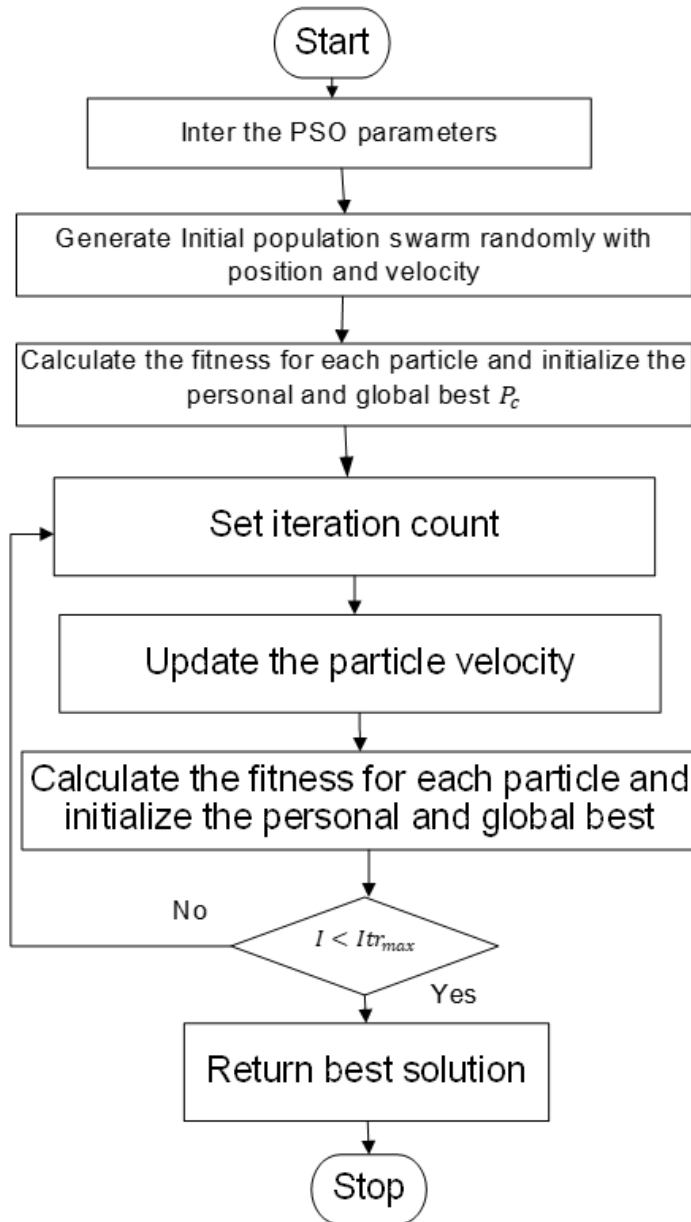 Start
Inter the PSO parameters
Generate Initial population swarm randomly with
position and velocity
Calculate the fitness for each particle and initialize the
personal and global best P_c
Set iteration count
Update the particle velocity
Calculate the fitness for each particle and
initialize the personal and global best
No
I < Itr_max
Yes
Return best solution
Stop